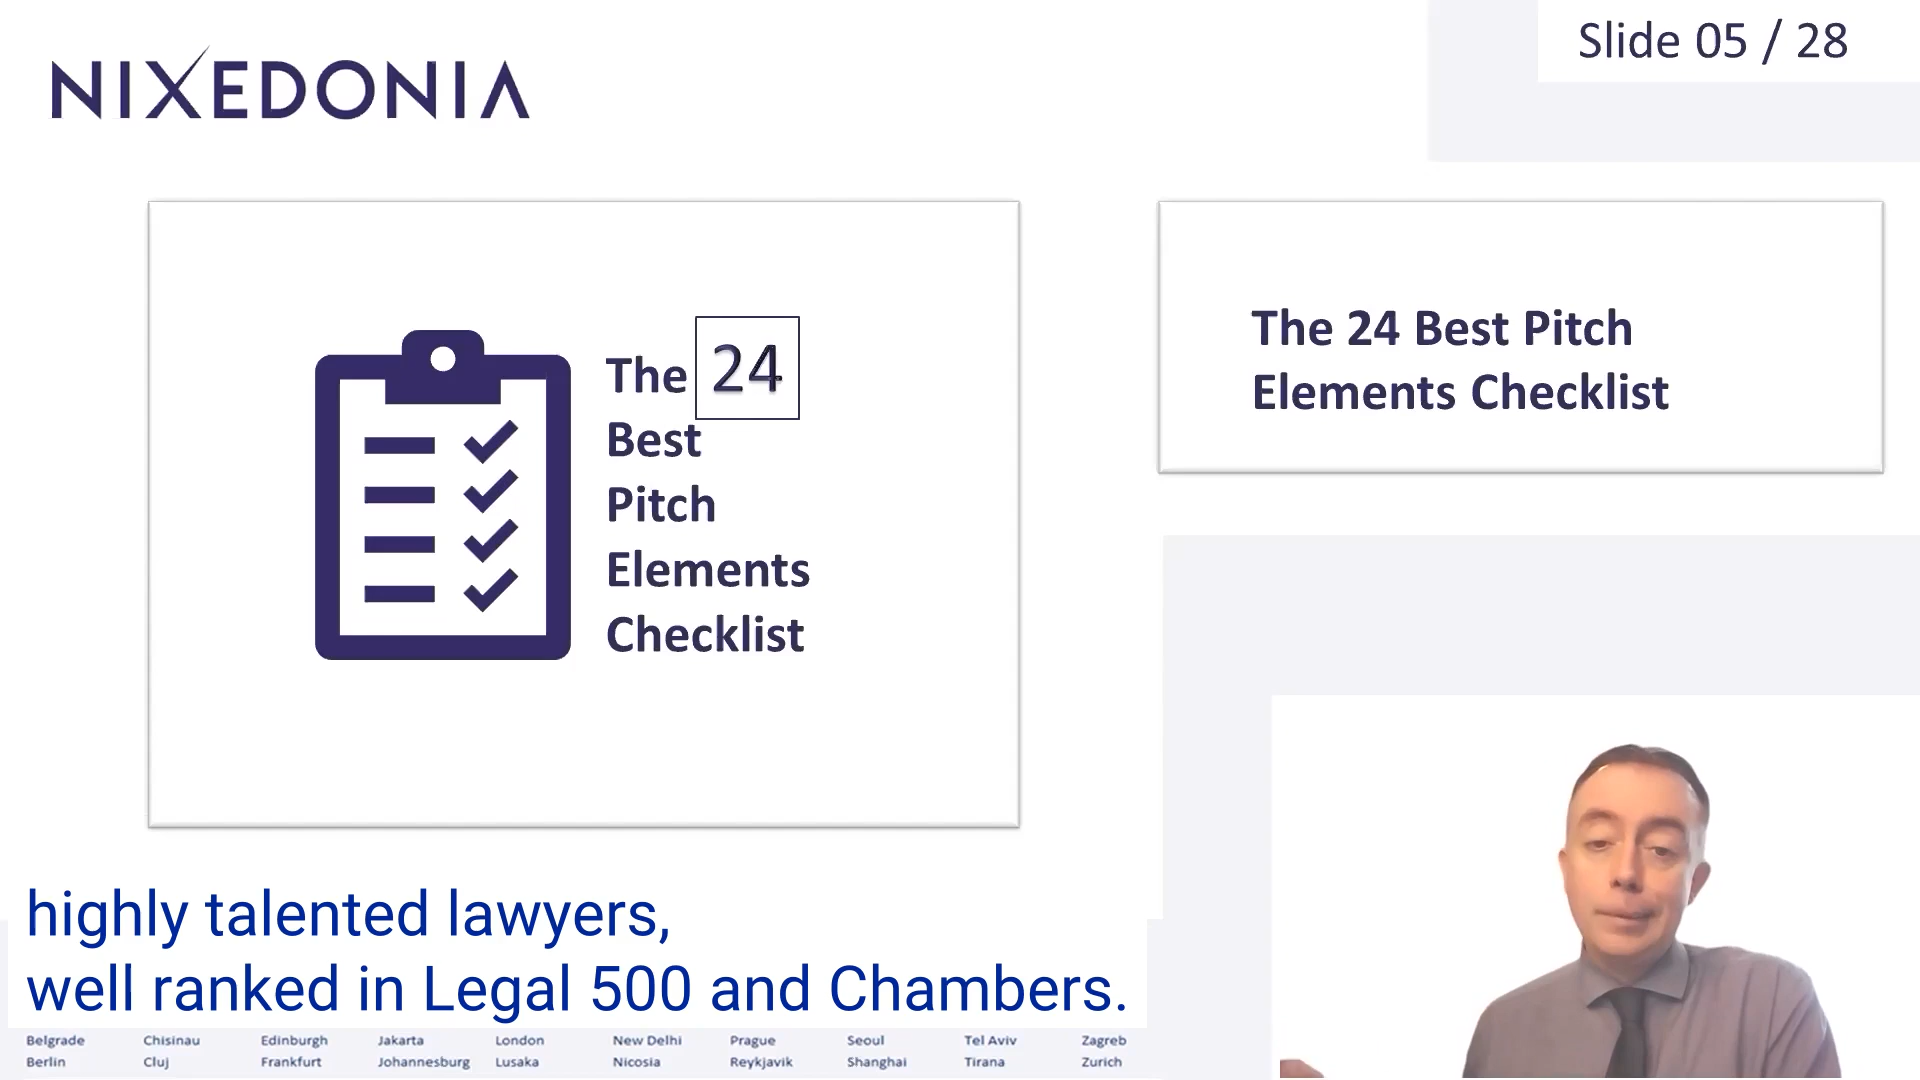 NIXEDONIA
Slide 05 / 28
The 24
Best
Pitch
Elements
Checklist
The 24 Best Pitch
Elements Checklist
highly talented lawyers,
well ranked in Legal 500 and Chambers.
Belgrade Chisinau Edinburgh Jakarta London New Delhi Prague Seoul Tel Aviv Zagreb
Berlin Cluj Frankfurt Johannesburg Lusaka Nicosia Reykjavik Shanghai Tirana Zurich